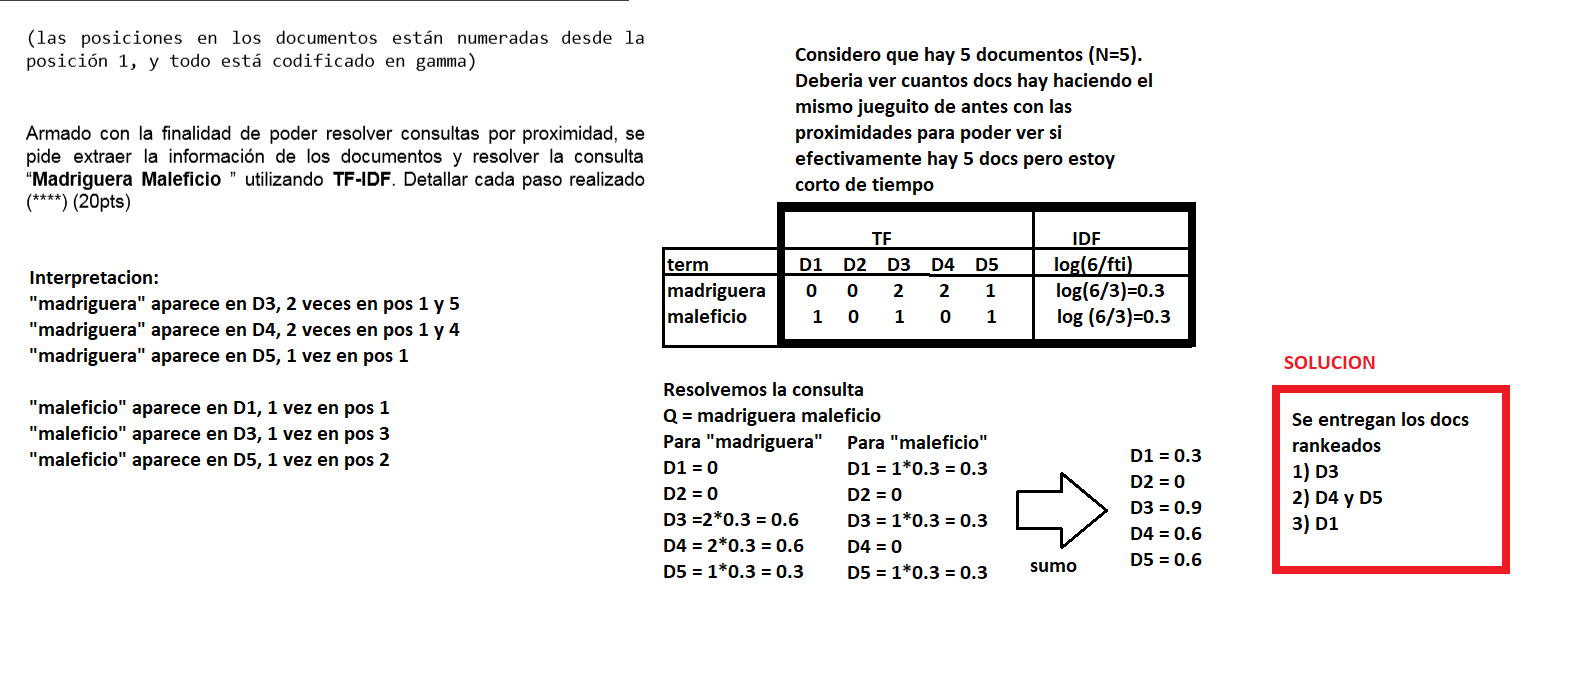 (las posiciones en los documentos están numeradas desde la
posición 1, y todo está codificado en gamma)
Armado con la finalidad de poder resolver consultas por proximidad, se
pide extraer la información de los documentos y resolver la consulta
“Madriguera Maleficio ” utilizando TF-IDF. Detallar cada paso realizado
(****) (20pts)
Interpretacion:
"madriguera" aparece en D3, 2 veces en pos 1 y 5
"madriguera" aparece en D4, 2 veces en pos 1 y 4
"madriguera" aparece en D5, 1 vez en pos 1
"maleficio" aparece en D1, 1 vez en pos 1
"maleficio" aparece en D3, 1 vez en pos 3
"maleficio" aparece en D5, 1 vez en pos 2
Considero que hay 5 documentos (N=5).
Deberia ver cuantos docs hay haciendo el
mismo jueguito de antes con las
proximidades para poder ver si
efectivamente hay 5 docs pero estoy
corto de tiempo
TF IDF
term D1 D2 D3 D4 D5 log(6/fti)
madriguera 0 0 2 2 1 log(6/3)=0.3
maleficio 1 0 1 0 1 log (6/3)=0.3
Resolvemos la consulta
Q = madriguera maleficio
Para "madriguera"
D1 = 0
D2 = 0
D3 =2*0.3 = 0.6
D4 = 2*0.3 = 0.6
D5 = 1*0.3 = 0.3
Para "maleficio"
D1 = 1*0.3 = 0.3
D2 = 0
D3 = 1*0.3 = 0.3
D4 = 0
D5 = 1*0.3 = 0.3
sumo
D1 = 0.3
D2 = 0
D3 = 0.9
D4 = 0.6
D5 = 0.6
SOLUCION
Se entregan los docs
rankeados
1) D3
2) D4 y D5
3) D1